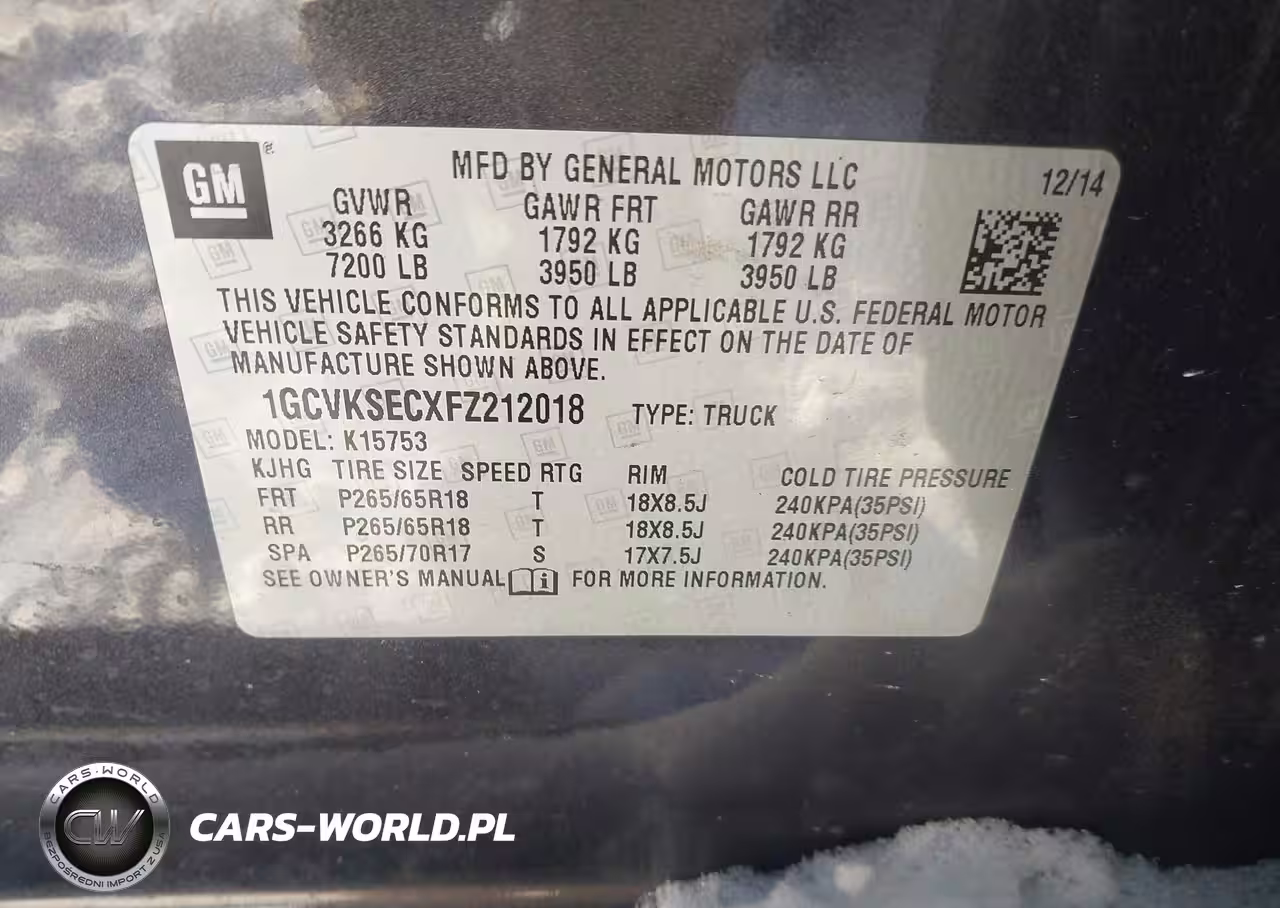 GM ®
MFD BY GENERAL MOTORS LLC 12/14
GVWR GAWR FRT GAWR RR
3266 KG 1792 KG 1792 KG
7200 LB 3950 LB 3950 LB
THIS VEHICLE CONFORMS TO ALL APPLICABLE U.S. FEDERAL MOTOR
VEHICLE SAFETY STANDARDS IN EFFECT ON THE DATE OF
MANUFACTURE SHOWN ABOVE.
1GCVKSECXFZ212018 TYPE: TRUCK
MODEL: K15753
KJHG TIRE SIZE SPEED RTG RIM COLD TIRE PRESSURE
FRT P265/65R18 T 18X8.5J 240KPA(35PSI)
RR P265/65R18 T 18X8.5J 240KPA(35PSI)
SPA P265/70R17 S 17X7.5J 240KPA(35PSI)
SEE OWNER'S MANUAL i FOR MORE INFORMATION.
CARS-WORLD
CW
BEZPOŚREDNI IMPORT Z USA
CARS-WORLD.PL